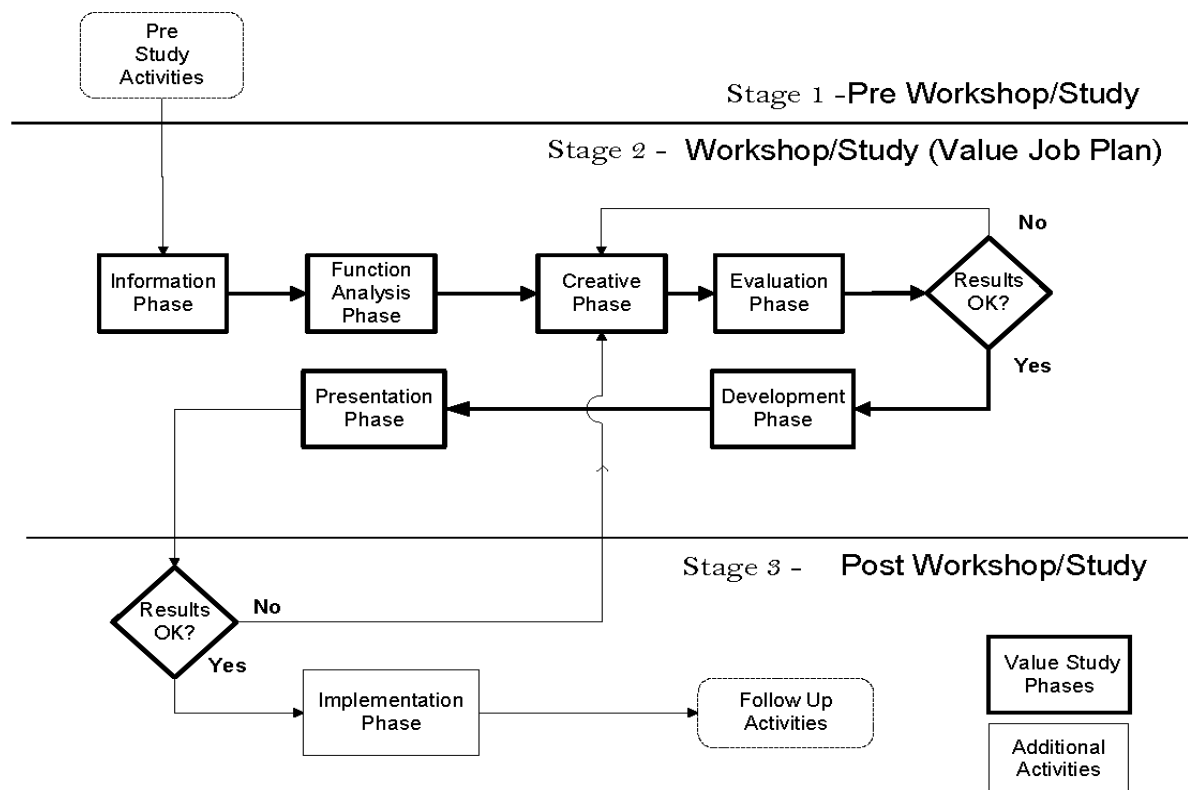 Pre
Study
Activities
Stage 1 -Pre Workshop/Study
Stage 2 - Workshop/Study (Value Job Plan)
No
Information
Phase
Function
Analysis
Phase
Creative
Phase
Evaluation
Phase
Results
OK?
Yes
Presentation
Phase
Development
Phase
Stage 3 - Post Workshop/Study
Results
OK?
No
Yes
Implementation
Phase
Follow Up
Activities
Value Study
Phases
Additional
Activities